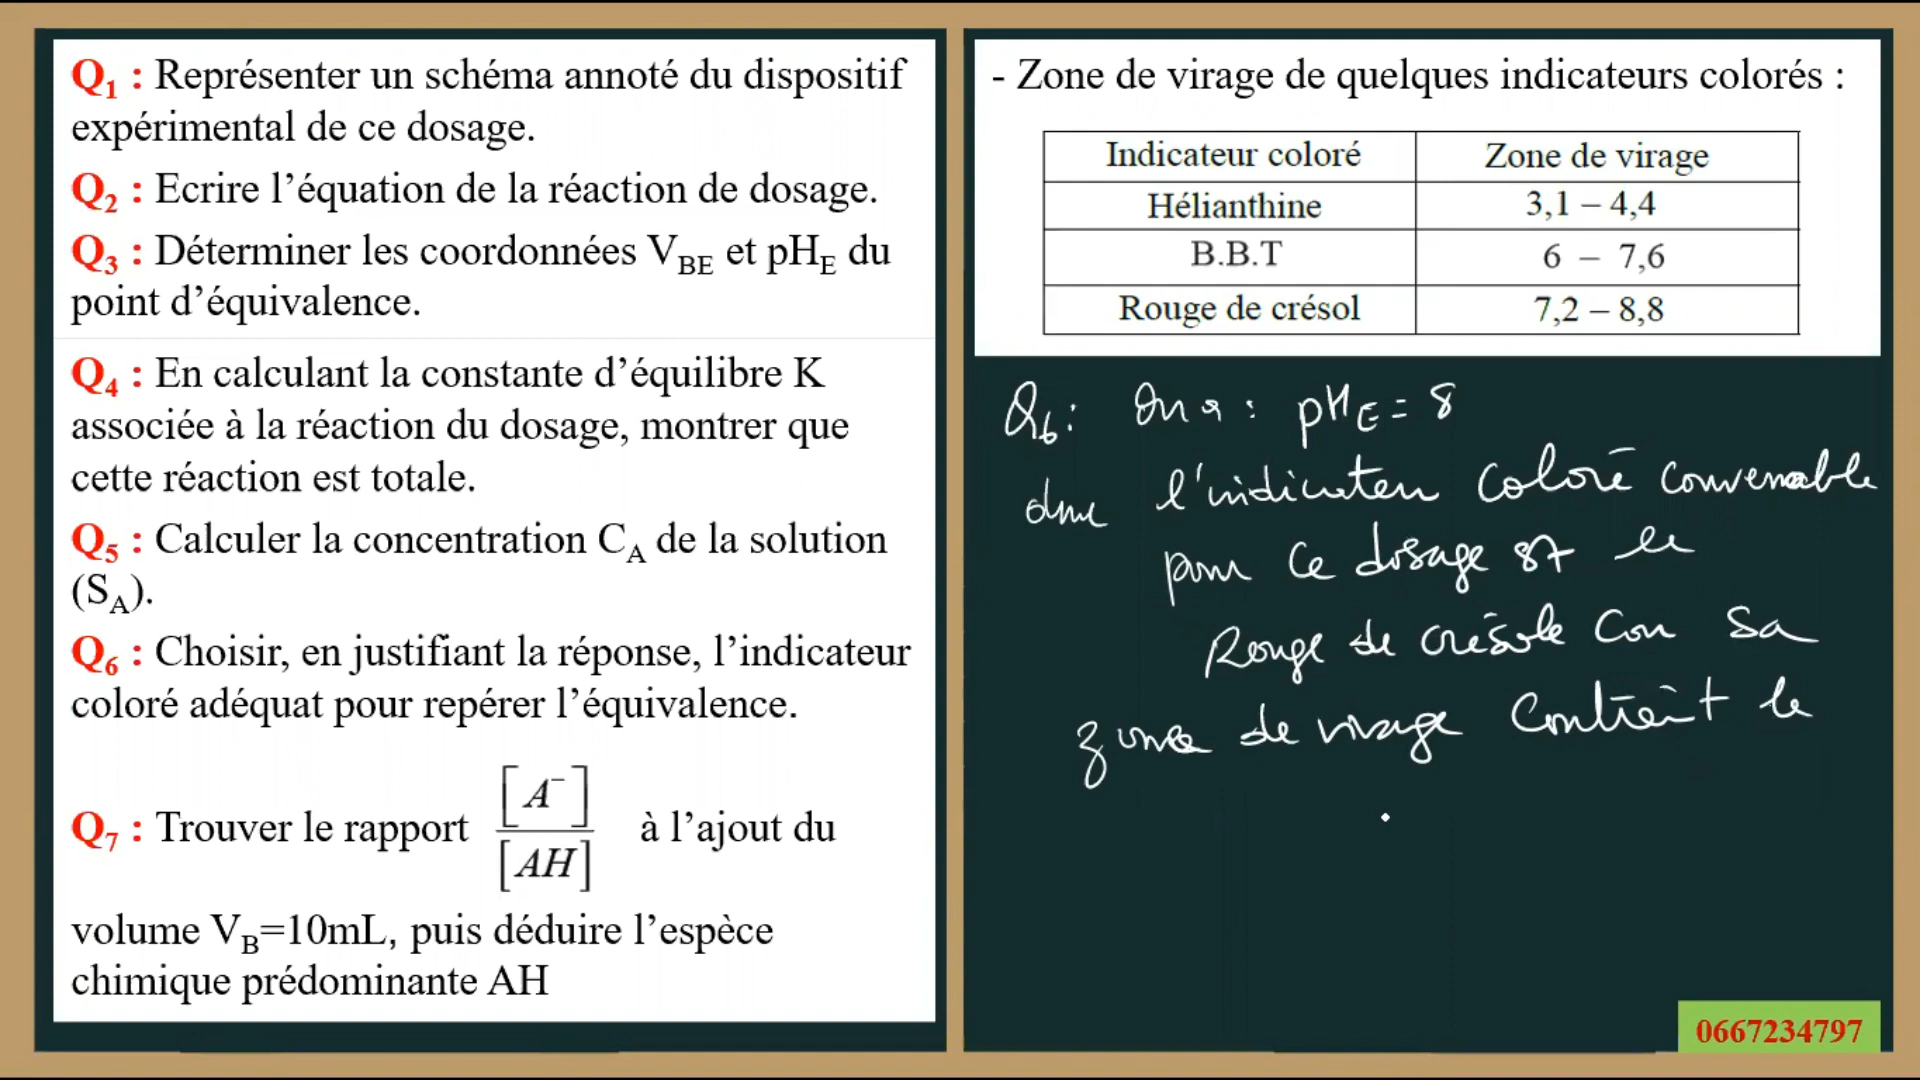 Q1 : Représenter un schéma annoté du dispositif
expérimental de ce dosage.
Q2 : Ecrire l’équation de la réaction de dosage.
Q3 : Déterminer les coordonnées VBE et pHE du
point d’équivalence.
Q4 : En calculant la constante d’équilibre K
associée à la réaction du dosage, montrer que
cette réaction est totale.
Q5 : Calculer la concentration CA de la solution
(SA).
Q6 : Choisir, en justifiant la réponse, l’indicateur
coloré adéquat pour repérer l’équivalence.
Q7 : Trouver le rapport [A⁻]/[AH] à l’ajout du
volume VB=10mL, puis déduire l’espèce
chimique prédominante AH
- Zone de virage de quelques indicateurs colorés :
Indicateur coloré Zone de virage
Hélianthine 3,1 – 4,4
B.B.T 6 – 7,6
Rouge de crésol 7,2 – 8,8
Q6: On a : pHE = 8
donc l'indicateur coloré convenable
pour ce dosage est le
Rouge de crésole Car sa
zone de virage contient le
0667234797